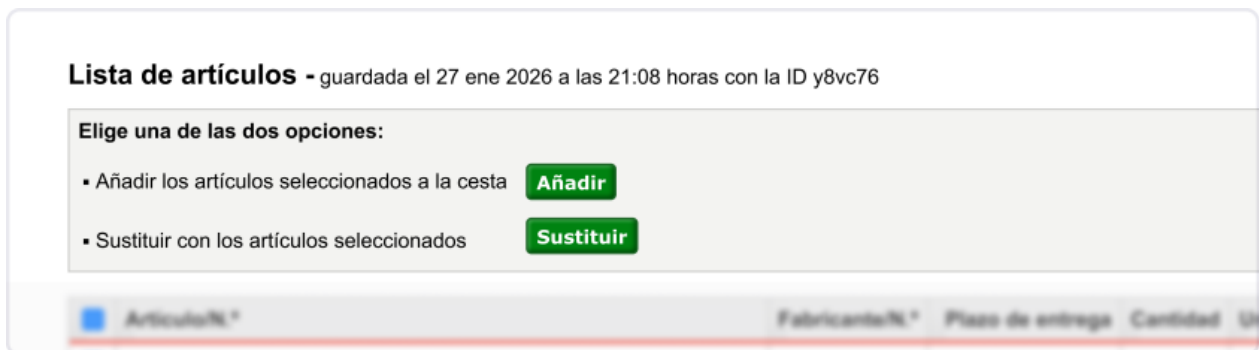 Lista de artículos - guardada el 27 ene 2026 a las 21:08 horas con la ID y8vc76
Elige una de las dos opciones:
▪ Añadir los artículos seleccionados a la cesta Añadir
▪ Sustituir con los artículos seleccionados Sustituir
Artículo/N.º Fabricante/N.º Plazo de entrega Cantidad